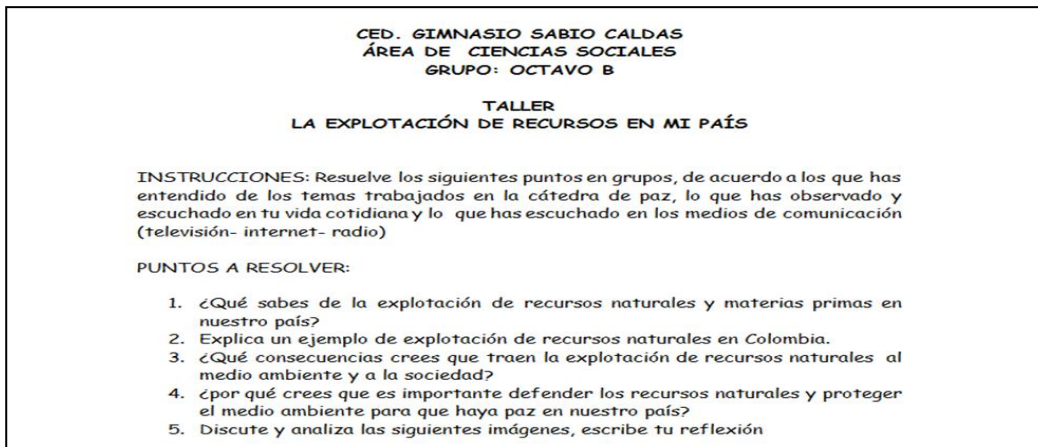 CED. GIMNASIO SABIO CALDAS
ÁREA DE CIENCIAS SOCIALES
GRUPO: OCTAVO B
TALLER
LA EXPLOTACIÓN DE RECURSOS EN MI PAÍS
INSTRUCCIONES: Resuelve los siguientes puntos en grupos, de acuerdo a los que has
entendido de los temas trabajados en la cátedra de paz, lo que has observado y
escuchado en tu vida cotidiana y lo que has escuchado en los medios de comunicación
(televisión- internet- radio)
PUNTOS A RESOLVER:
1. ¿Qué sabes de la explotación de recursos naturales y materias primas en
nuestro país?
2. Explica un ejemplo de explotación de recursos naturales en Colombia.
3. ¿Qué consecuencias crees que traen la explotación de recursos naturales al
medio ambiente y a la sociedad?
4. ¿por qué crees que es importante defender los recursos naturales y proteger
el medio ambiente para que haya paz en nuestro país?
5. Discute y analiza las siguientes imágenes, escribe tu reflexión